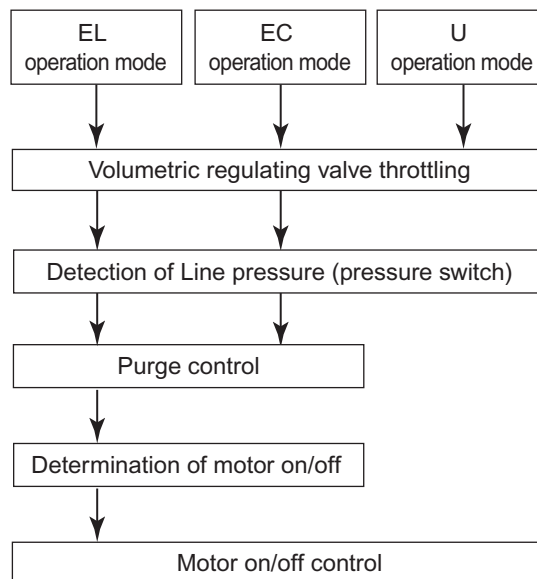 EL
operation mode
EC
operation mode
U
operation mode
Volumetric regulating valve throttling
Detection of Line pressure (pressure switch)
Purge control
Determination of motor on/off
Motor on/off control